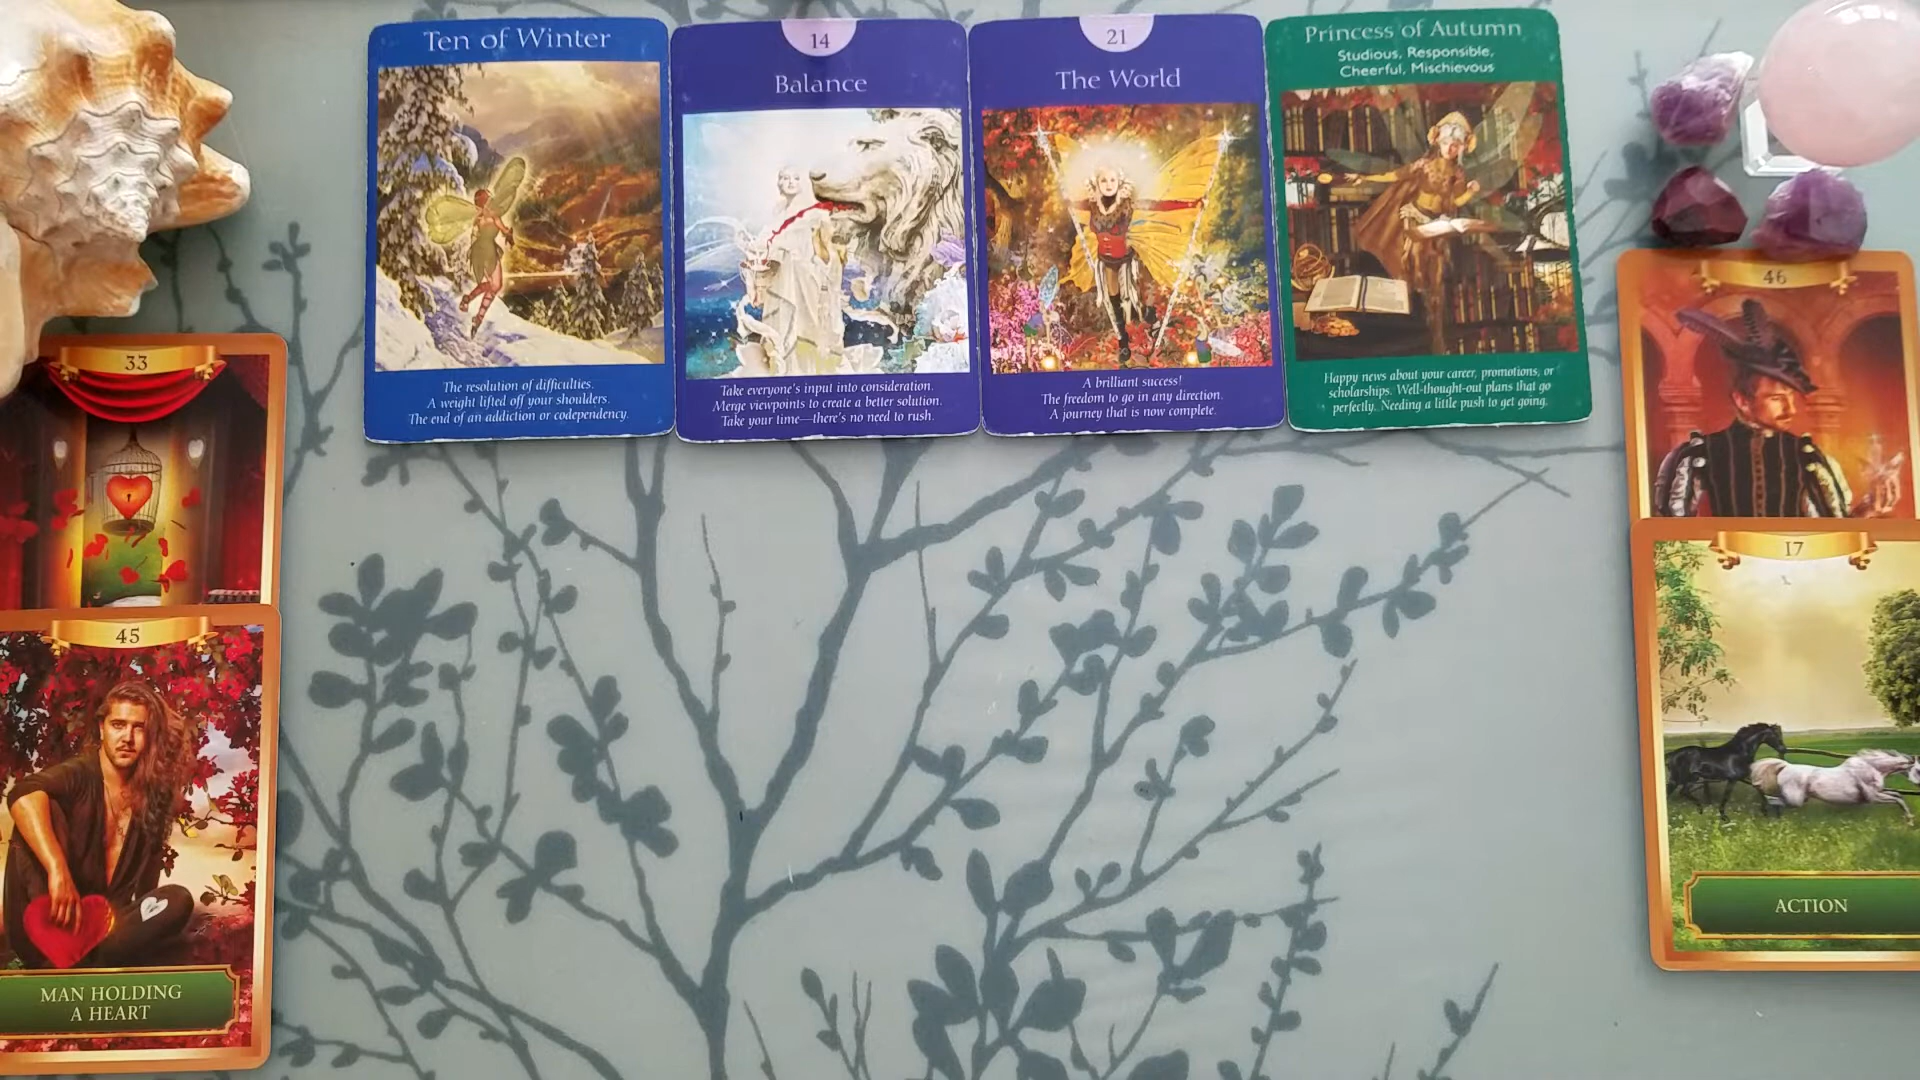 Ten of Winter
The resolution of difficulties.
A weight lifted off your shoulders.
The end of an addiction or codependency.
14
Balance
Take everyone's input into consideration.
Merge viewpoints to create a better solution.
Take your time—there's no need to rush.
21
The World
A brilliant success!
The freedom to go in any direction.
A journey that is now complete.
Princess of Autumn
Studious, Responsible,
Cheerful, Mischievous
Happy news about your career, promotions, or
scholarships. Well-thought-out plans that go
perfectly. Needing a little push to get going.
33
45
MAN HOLDING
A HEART
46
17
ACTION